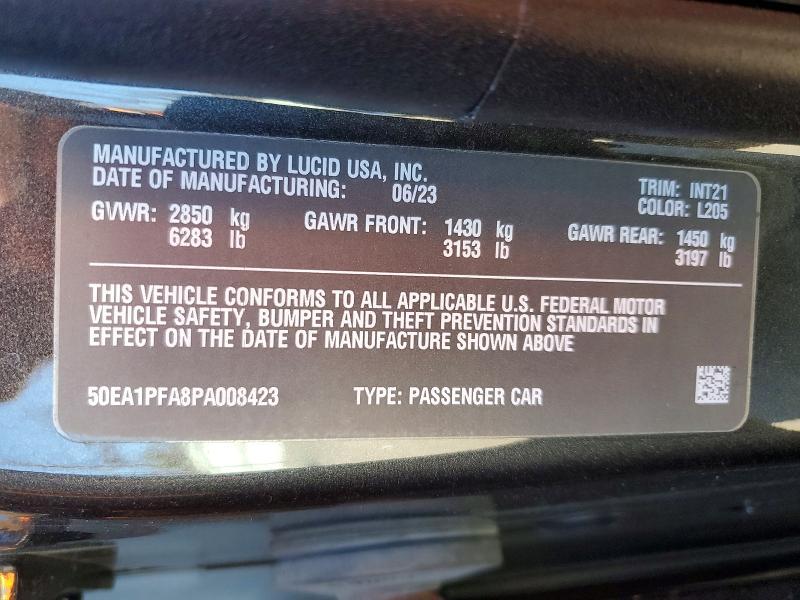 MANUFACTURED BY LUCID USA, INC.
DATE OF MANUFACTURING: 06/23
TRIM: INT21
COLOR: L205
GVWR: 2850 kg
6283 lb
GAWR FRONT: 1430 kg
3153 lb
GAWR REAR: 1450 kg
3197 lb
THIS VEHICLE CONFORMS TO ALL APPLICABLE U.S. FEDERAL MOTOR
VEHICLE SAFETY, BUMPER AND THEFT PREVENTION STANDARDS IN
EFFECT ON THE DATE OF MANUFACTURE SHOWN ABOVE
50EA1PFA8PA008423 TYPE: PASSENGER CAR